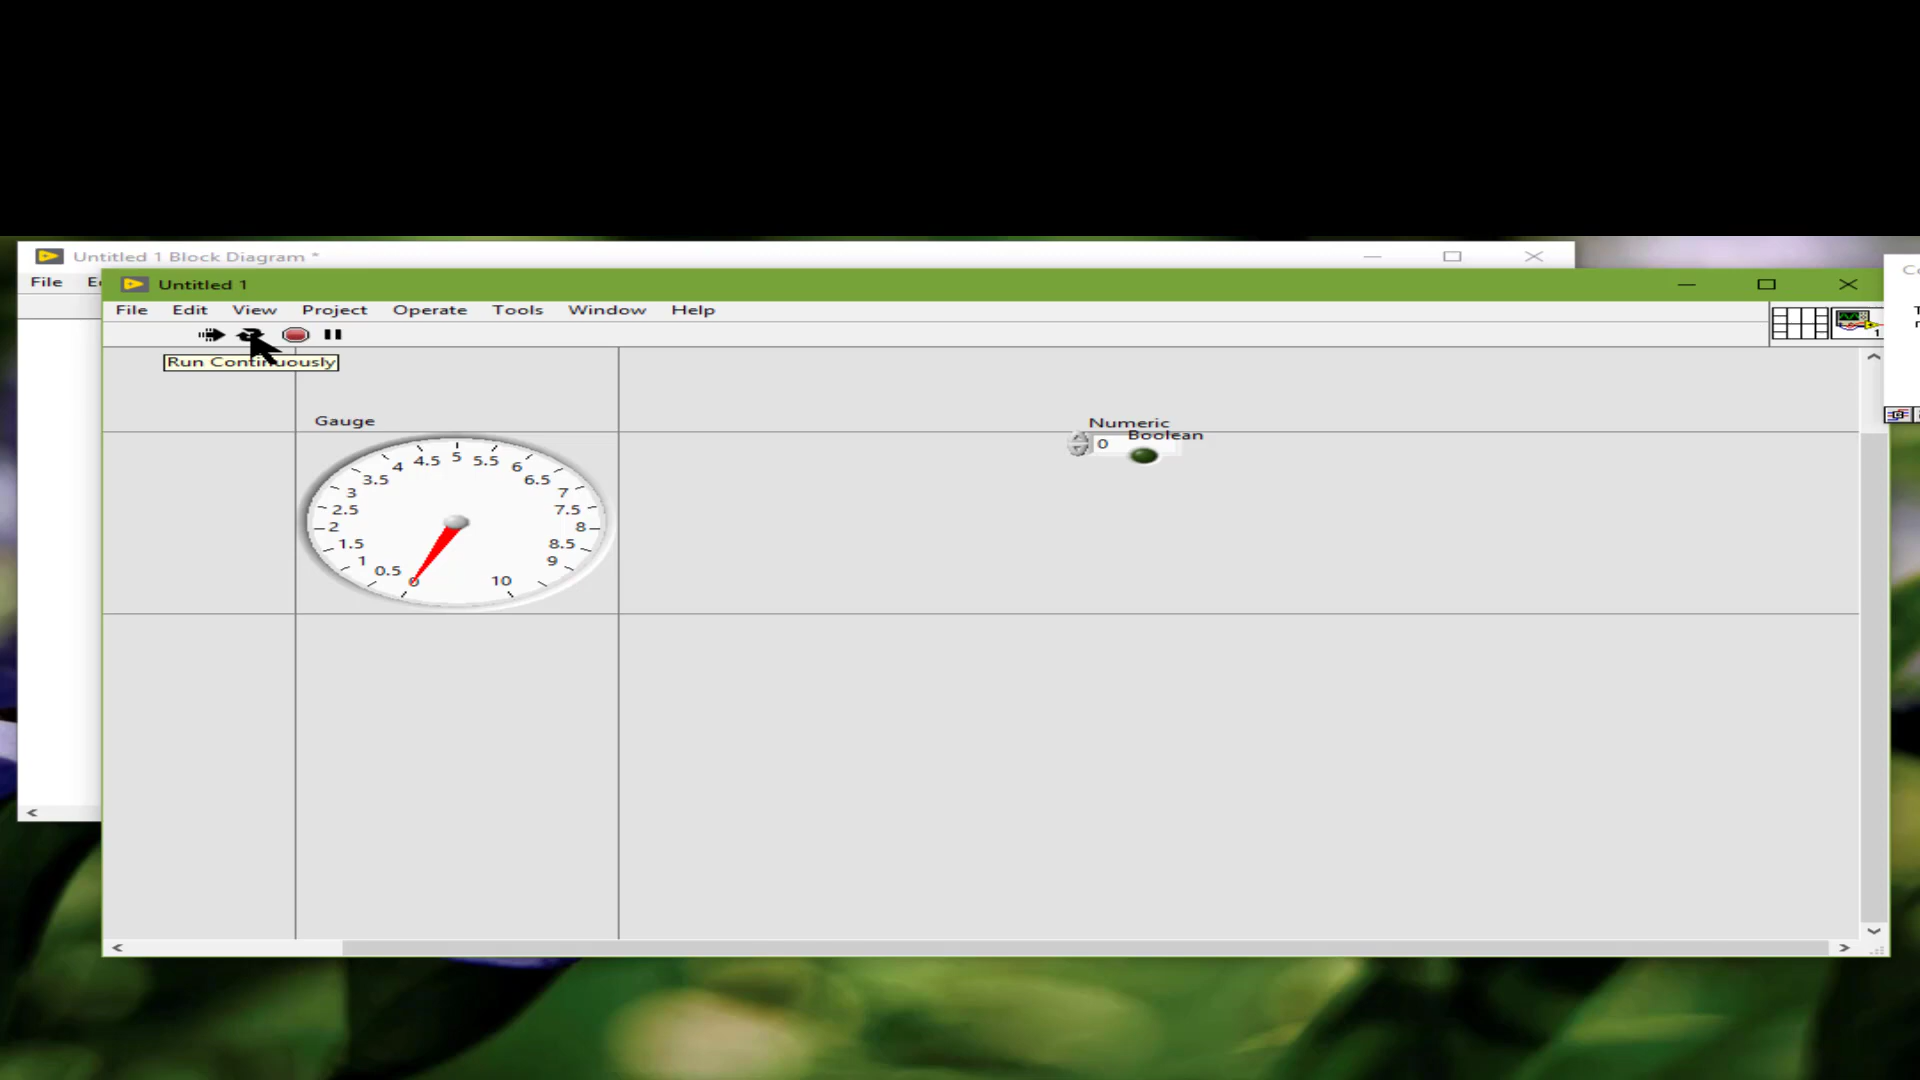 Untitled 1 Block Diagram *
File
Untitled 1
File Edit View Project Operate Tools Window Help
1
Run Continuously
Gauge
Numeric
0
Boolean
0 0.5 1 1.5 2 2.5 3 3.5 4 4.5 5 5.5 6 6.5 7 7.5 8 8.5 9 10